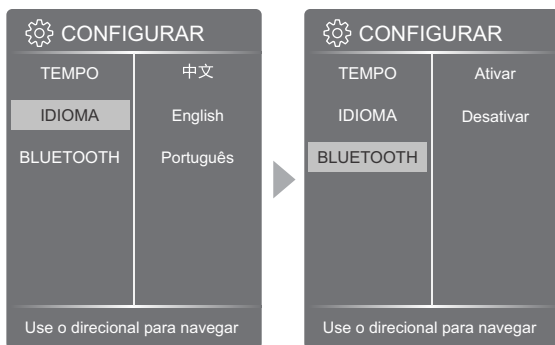 CONFIGURAR
TEMPO 中文
IDIOMA English
BLUETOOTH Português
Use o direcional para navegar
CONFIGURAR
TEMPO Ativar
IDIOMA Desativar
BLUETOOTH
Use o direcional para navegar